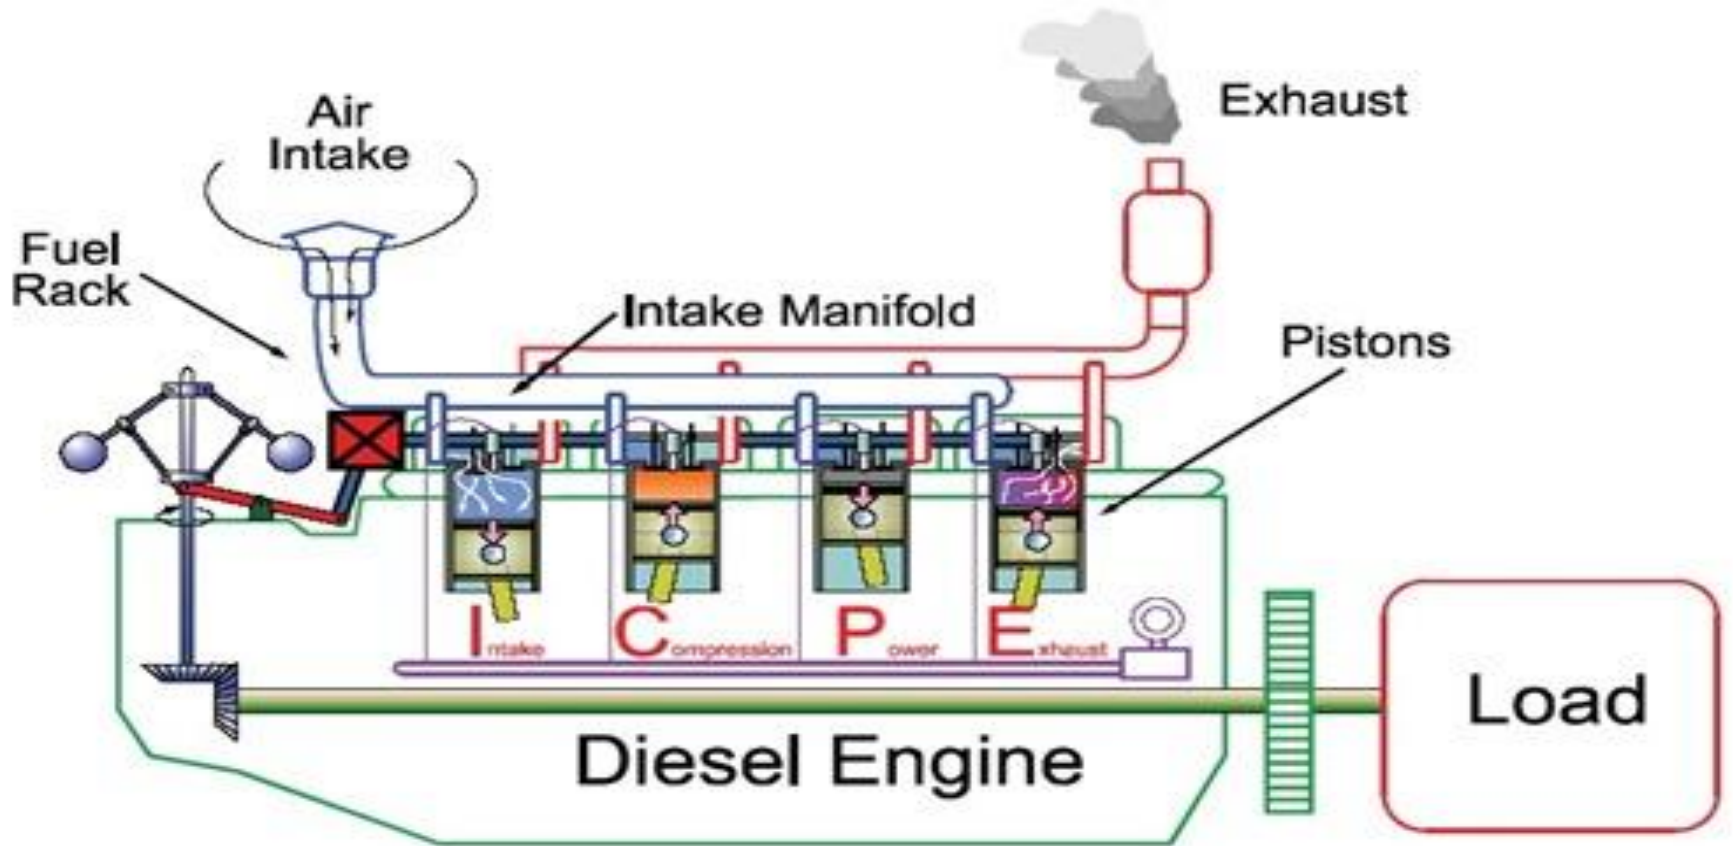 Air
Intake
Exhaust
Fuel
Rack
Intake Manifold
Pistons
Intake Compression Power Exhaust
Load
Diesel Engine